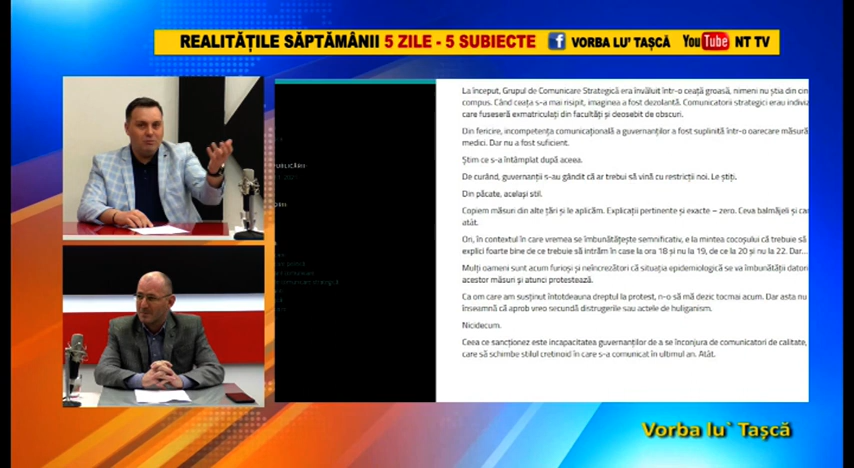 REALITĂȚILE SĂPTĂMÂNII 5 ZILE - 5 SUBIECTE f VORBA LU' TAȘCĂ YouTube NT TV
La început, Grupul de Comunicare Strategică era învăluit într-o ceață groasă, nimeni nu știa din cin
compus. Când ceața s-a mai risipit, imaginea a fost dezolantă. Comunicatorii strategici erau indiviz
care fuseseră exmatriculați din facultăți și deosebit de obscuri.
Din fericire, incompetența comunicațională a guvernanților a fost suplinită într-o oarecare măsură
medici. Dar nu a fost suficient.
Știm ce s-a întâmplat după aceea.
De curând, guvernanții s-au gândit că ar trebui să vină cu restricții noi. Le știți.
Din păcate, același stil.
Copiem măsuri din alte țări și le aplicăm. Explicații pertinente și exacte – zero. Ceva balmăjeli și ca
atât.
Ori, în contextul în care vremea se îmbunătățește semnificativ, e la mintea cocoșului că trebuie să
explici foarte bine de ce trebuie să intrăm în case la ora 18 și nu la 19, de ce la 20 și nu la 22. Dar...
Mulți oameni sunt acum furioși și neîncrezători că situația epidemiologică se va îmbunătăți dator
acestor măsuri și atunci protestează.
Ca om care am susținut întotdeauna dreptul la protest, n-o să mă dezic tocmai acum. Dar asta nu
înseamnă că aprob vreo secundă distrugerile sau actele de huliganism.
Nicidecum.
Ceea ce sancționez este incapacitatea guvernanților de a se înconjura de comunicatori de calitate,
care să schimbe stilul cretinoid în care s-a comunicat în ultimul an. Atât.
Vorba lu` Tașcă